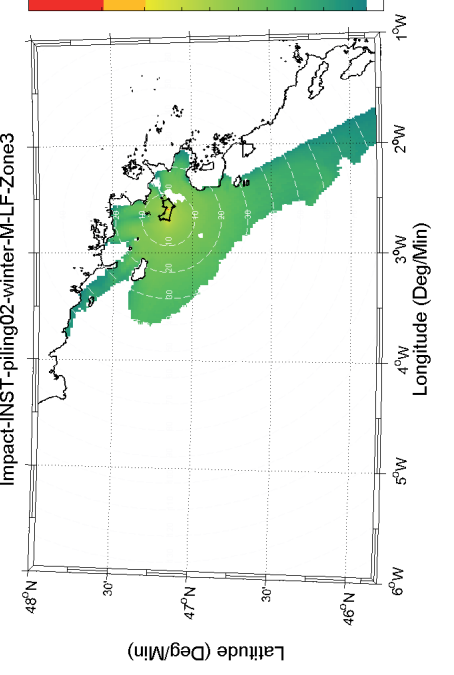 Impact-INST-piling02-winter-M-LF-Zone3
48°N
30'
47°N
30'
46°N
6°W
5°W
4°W
3°W
2°W
1°W
Latitude (Deg/Min)
Longitude (Deg/Min)